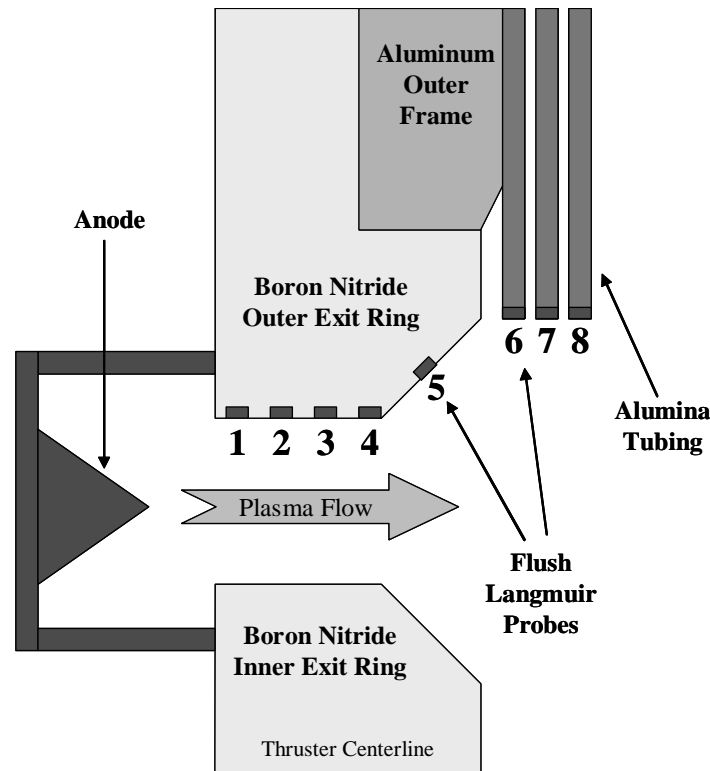 Aluminum
Outer
Frame
Anode
Boron Nitride
Outer Exit Ring
6 7 8
5
1 2 3 4
Alumina
Tubing
Plasma Flow
Flush
Langmuir
Probes
Boron Nitride
Inner Exit Ring
Thruster Centerline